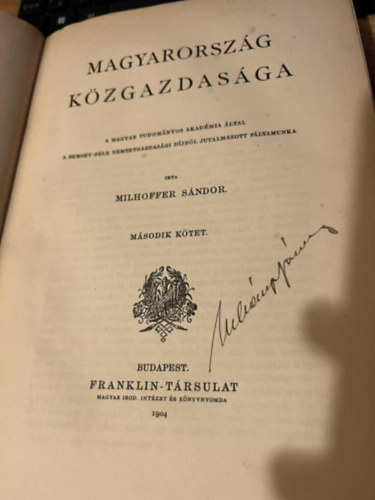 MAGYARORSZÁG
KÖZGAZDASÁGA
A MAGYAR TUDOMÁNYOS AKADÉMIA ÁLTAL
A SEMSEY-FÉLE NEMZETGAZDASÁGI DÍJBÓL JUTALMAZOTT PÁLYAMUNKA
IRTA
MILHOFFER SÁNDOR.
MÁSODIK KÖTET.
BUDAPEST.
FRANKLIN-TÁRSULAT
MAGYAR IROD. INTÉZET ÉS KÖNYVNYOMDA
1904